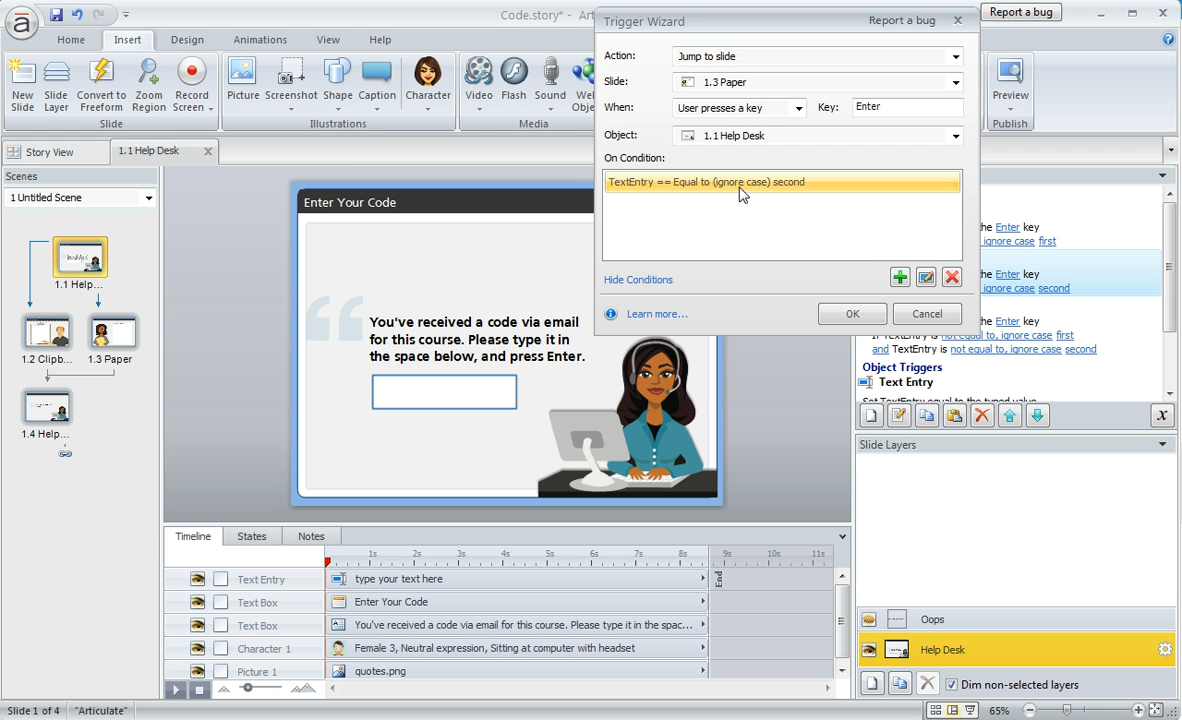 Code.story* - Art
Report a bug
Home
Insert
Design
Animations
View
Help
New
Slide
Slide
Layer
Convert to
Freeform
Zoom
Region
Record
Screen
Slide
Picture
Screenshot
Shape
Caption
Character
Illustrations
Video
Flash
Sound
Web
Obje
Media
Preview
Publish
Story View
1.1 Help Desk
Scenes
1 Untitled Scene
1.1 Help...
1.2 Clipb...
1.3 Paper
1.4 Help...
Enter Your Code
You've received a code via email
for this course. Please type it in
the space below, and press Enter.
Trigger Wizard
Report a bug
Action:
Jump to slide
Slide:
1.3 Paper
When:
User presses a key
Key:
Enter
Object:
1.1 Help Desk
On Condition:
TextEntry == Equal to (ignore case) second
Hide Conditions
Learn more...
OK
Cancel
he Enter key
ignore case first
he Enter key
ignore case second
he Enter key
If TextEntry is not equal to, ignore case first
and TextEntry is not equal to, ignore case second
Object Triggers
Text Entry
Set TextEntry equal to the typed value
x
Slide Layers
Oops
Help Desk
Dim non-selected layers
Timeline
States
Notes
1s 2s 3s 4s 5s 6s 7s 8s 9s 10s 11s
End
Text Entry
type your text here
Text Box
Enter Your Code
Text Box
You've received a code via email for this course. Please type it in the spac...
Character 1
Female 3, Neutral expression, Sitting at computer with headset
Picture 1
quotes.png
Slide 1 of 4
"Articulate"
65%